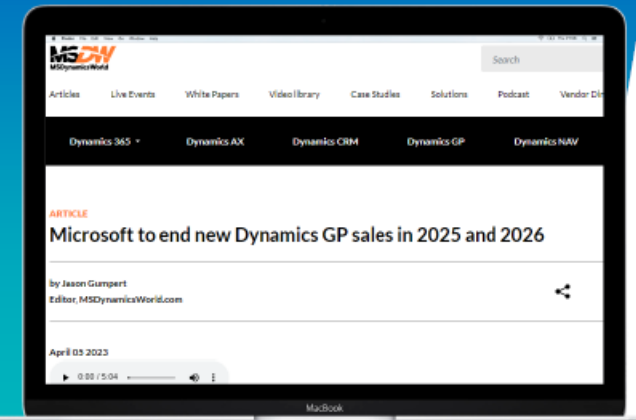 MSDW
MSDynamicsWorld
Search
Articles Live Events White Papers Video library Case Studies Solutions Podcast Vendor Dir
Dynamics 365 Dynamics AX Dynamics CRM Dynamics GP Dynamics NAV
ARTICLE
Microsoft to end new Dynamics GP sales in 2025 and 2026
by Jason Gumpert
Editor, MSDynamicsWorld.com
April 05 2023
0:00 / 5:04
MacBook